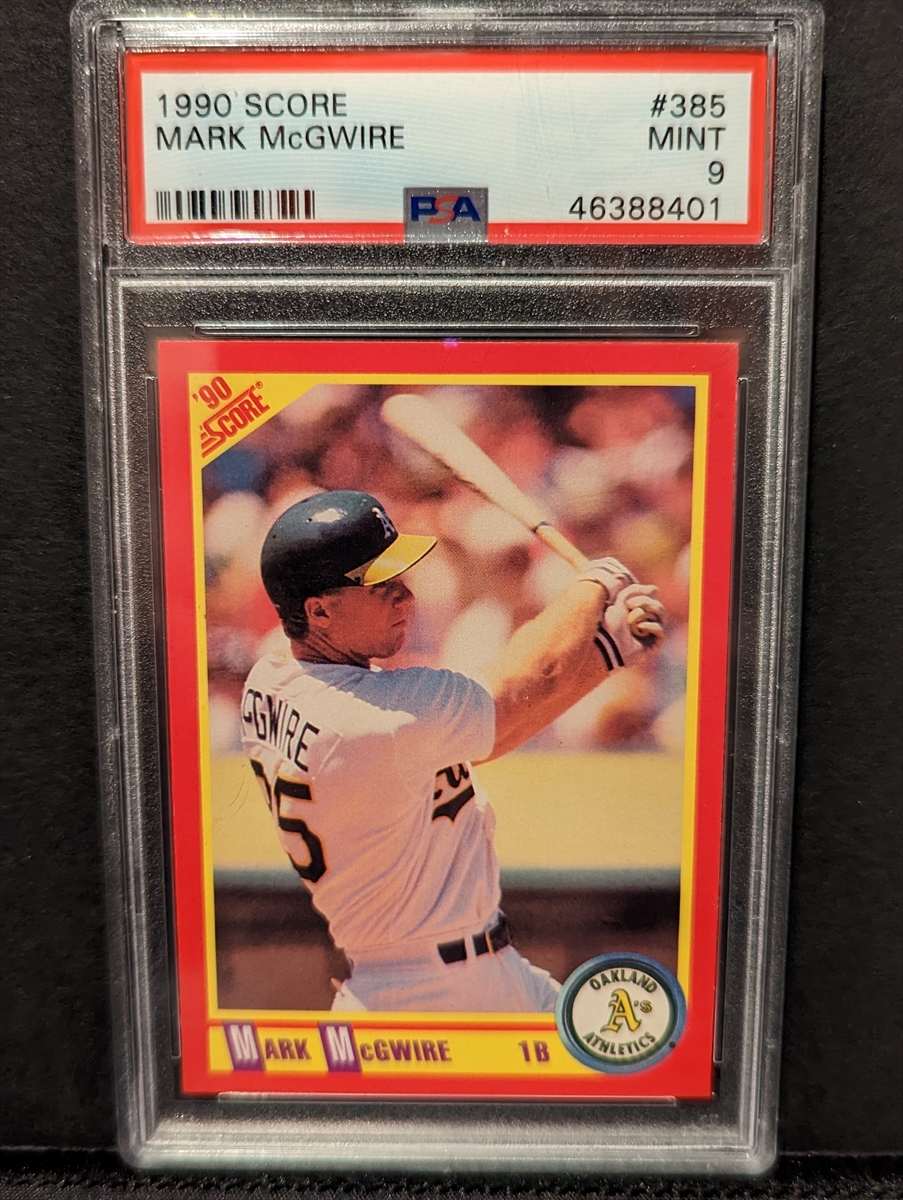 1990 SCORE #385
MARK McGWIRE MINT
9
PSA 46388401
'90
SCORE®
A
CGWIRE
25
OAKLAND
A's
ATHLETICS
MARK McGWIRE 1B